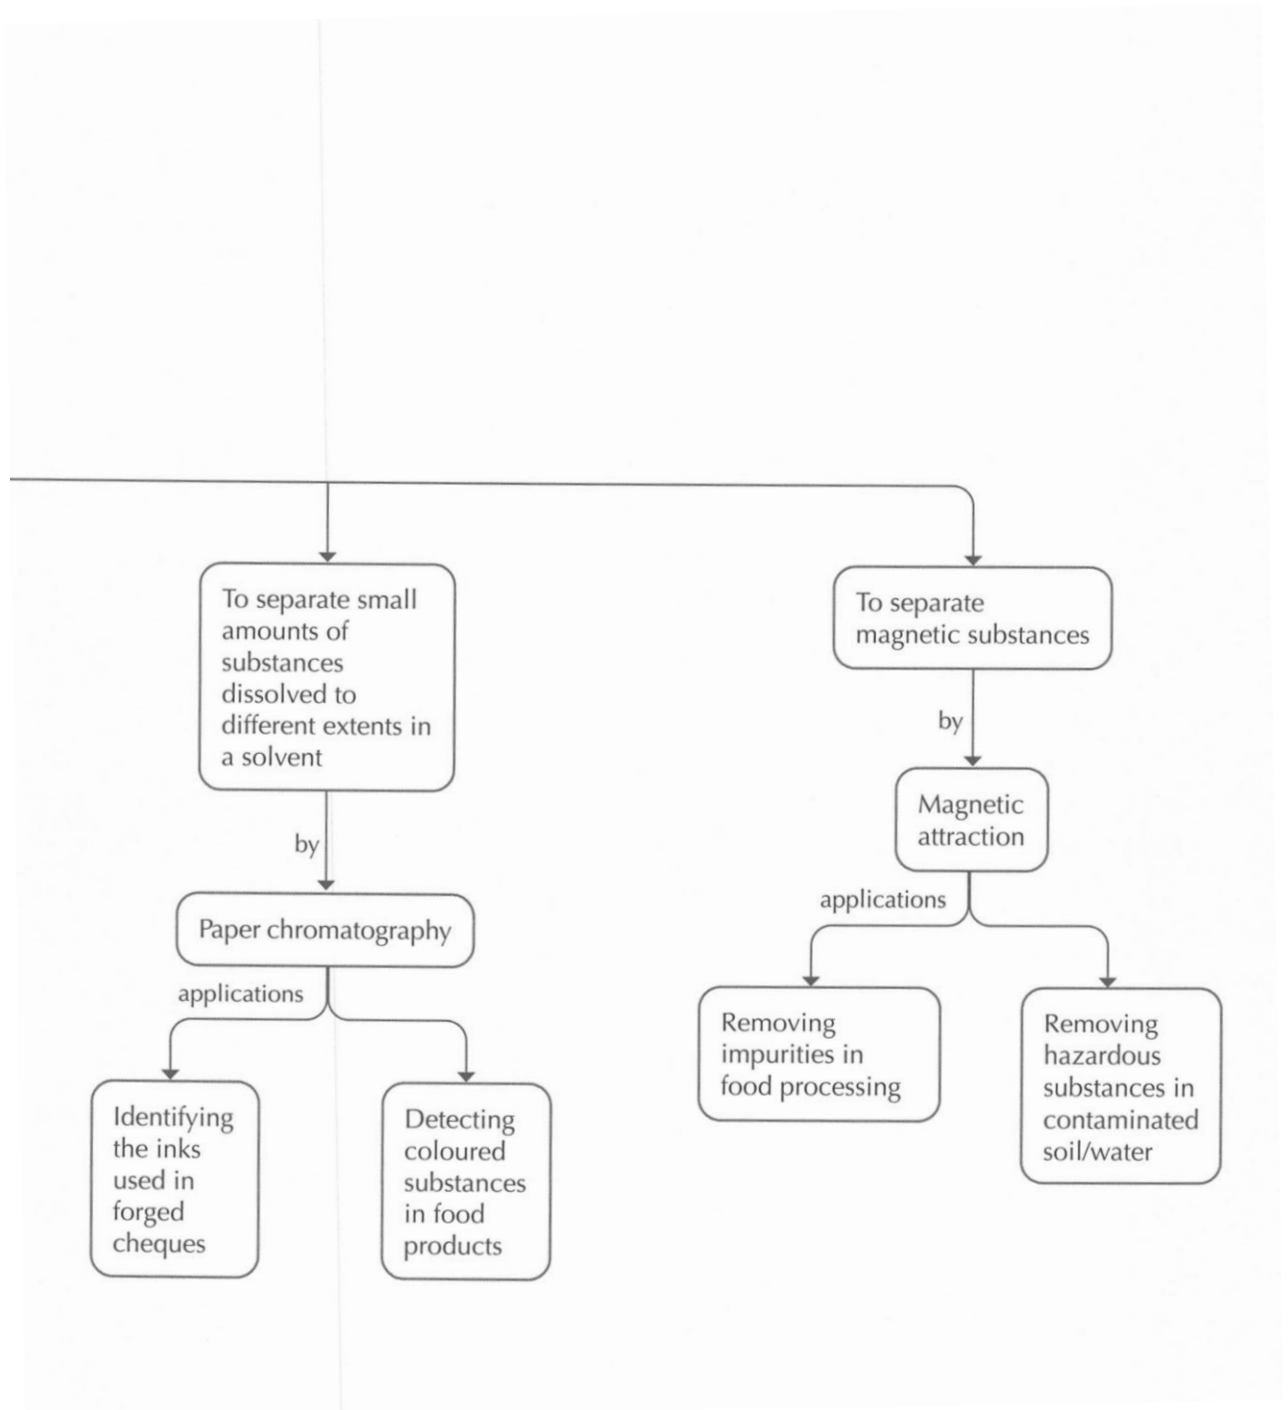 To separate small
amounts of
substances
dissolved to
different extents in
a solvent
by
Paper chromatography
applications
Identifying
the inks
used in
forged
cheques
Detecting
coloured
substances
in food
products
To separate
magnetic substances
by
Magnetic
attraction
applications
Removing
impurities in
food processing
Removing
hazardous
substances in
contaminated
soil/water